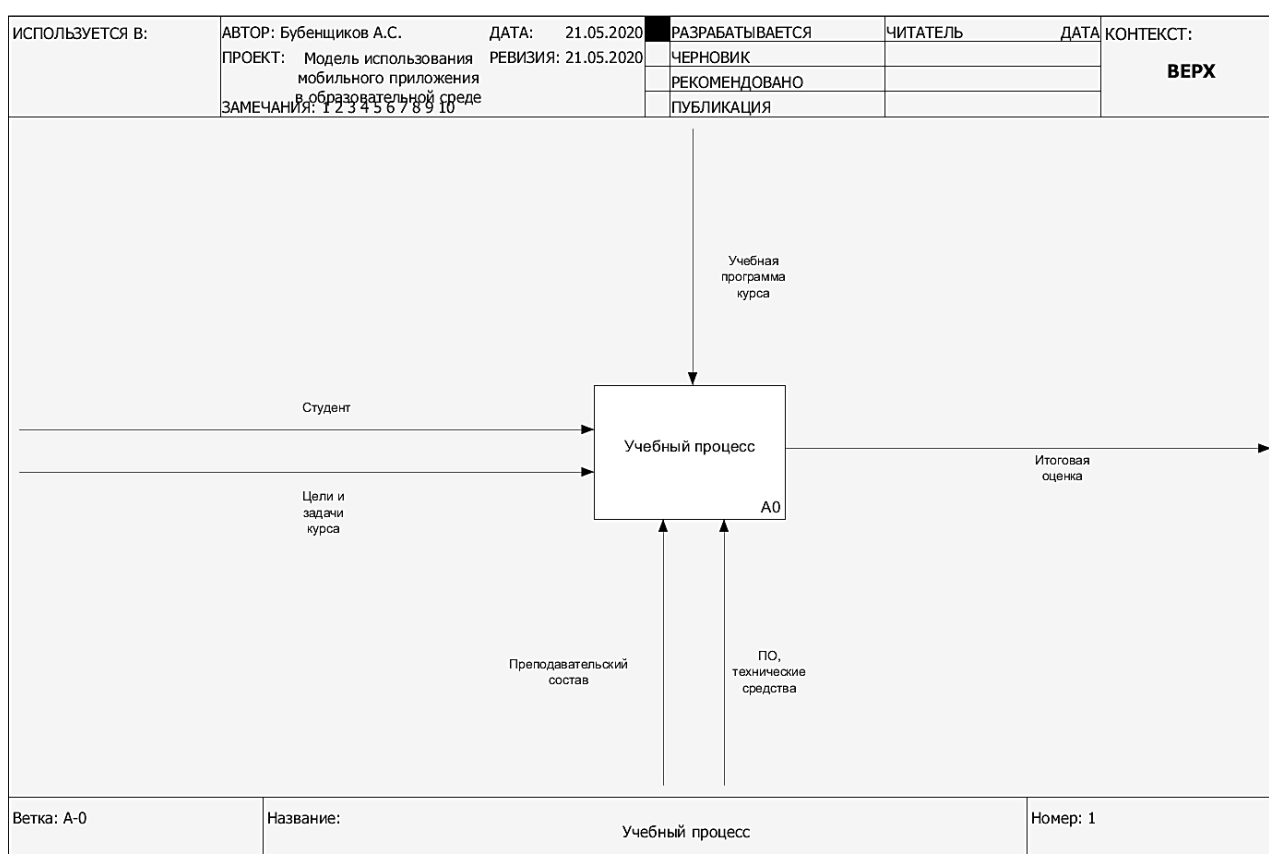 ИСПОЛЬЗУЕТСЯ В:
АВТОР: Бубенщиков А.С.
ДАТА: 21.05.2020
ПРОЕКТ: Модель использования
мобильного приложения
в образовательной среде
РЕВИЗИЯ: 21.05.2020
ЗАМЕЧАНИЯ: 1 2 3 4 5 6 7 8 9 10
РАЗРАБАТЫВАЕТСЯ
ЧЕРНОВИК
РЕКОМЕНДОВАНО
ПУБЛИКАЦИЯ
ЧИТАТЕЛЬ
ДАТА
КОНТЕКСТ:
ВЕРХ
Учебная
программа
курса
Студент
Цели и
задачи
курса
Учебный процесс
A0
Итоговая
оценка
Преподавательский
состав
ПО,
технические
средства
Ветка: A-0
Название:
Учебный процесс
Номер: 1